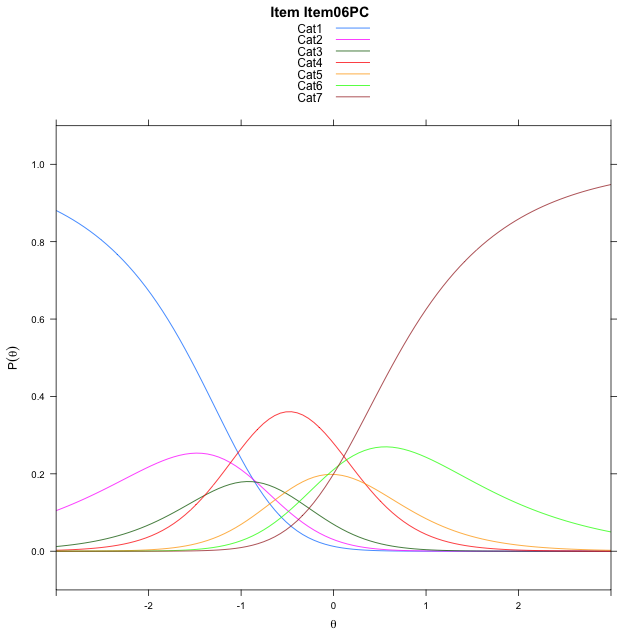 Item Item06PC
Cat1
Cat2
Cat3
Cat4
Cat5
Cat6
Cat7
1.0
0.8
0.6
0.4
0.2
0.0
P(θ)
-2 -1 0 1 2
θ